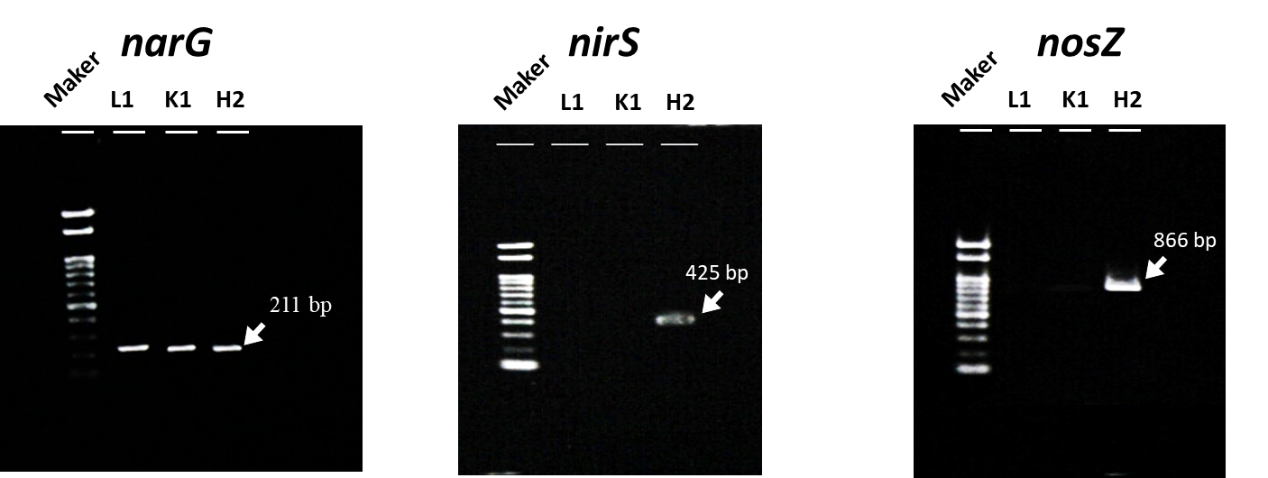 narG
Maker L1 K1 H2
211 bp
nirS
Maker L1 K1 H2
425 bp
nosZ
Maker L1 K1 H2
866 bp